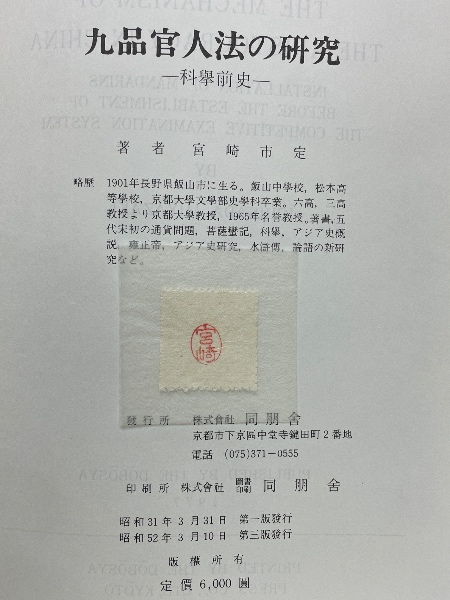 九品官人法の研究
―科擧前史―
著者 宮崎市定
略歴 1901年長野県飯山市に生る。飯山中學校,松本高
等學校,京都大學文學部史學科卒業。六高,三高
教授より京都大學教授,1965年名誉教授。著書,五
代宋初の通貨問題,菩薩蠻記,科擧,アジア史概
説,雍正帝,アジア史研究,水滸傳,論語の新研
究など。
宮崎
發行所 株式會社 同朋舎
京都市下京區中堂寺鍵田町2番地
電話 (075)371-0555
印刷所 株式會社 圖書印刷 同朋舎
昭和31年3月31日 第一版發行
昭和52年3月10日 第三版發行
版權所有
定價6,000圓